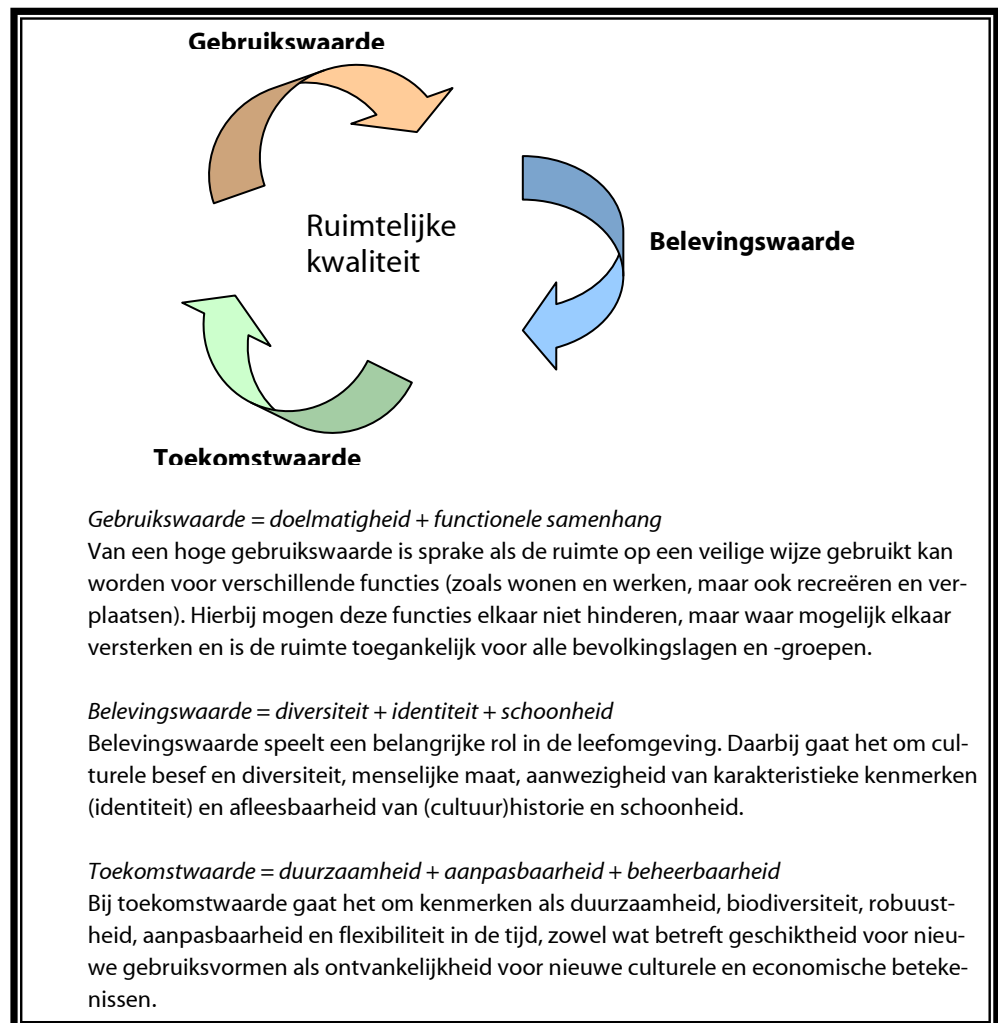 Gebruikswaarde
Ruimtelijke
kwaliteit
Belevingswaarde
Toekomstwaarde
Gebruikswaarde = doelmatigheid + functionele samenhang
Van een hoge gebruikswaarde is sprake als de ruimte op een veilige wijze gebruikt kan
worden voor verschillende functies (zoals wonen en werken, maar ook recreëren en ver-
plaatsen). Hierbij mogen deze functies elkaar niet hinderen, maar waar mogelijk elkaar
versterken en is de ruimte toegankelijk voor alle bevolkingslagen en -groepen.
Belevingswaarde = diversiteit + identiteit + schoonheid
Belevingswaarde speelt een belangrijke rol in de leefomgeving. Daarbij gaat het om cul-
turele besef en diversiteit, menselijke maat, aanwezigheid van karakteristieke kenmerken
(identiteit) en afleesbaarheid van (cultuur)historie en schoonheid.
Toekomstwaarde = duurzaamheid + aanpasbaarheid + beheerbaarheid
Bij toekomstwaarde gaat het om kenmerken als duurzaamheid, biodiversiteit, robuust-
heid, aanpasbaarheid en flexibiliteit in de tijd, zowel wat betreft geschiktheid voor nieu-
we gebruiksvormen als ontvankelijkheid voor nieuwe culturele en economische beteke-
nissen.